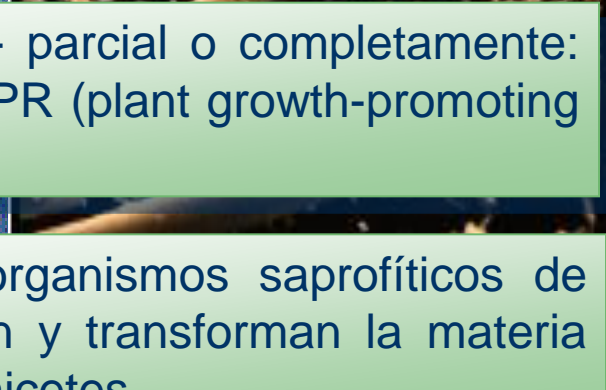 parcial o completamente:
PR (plant growth-promoting
organismos saprofíticos de
y transforman la materia